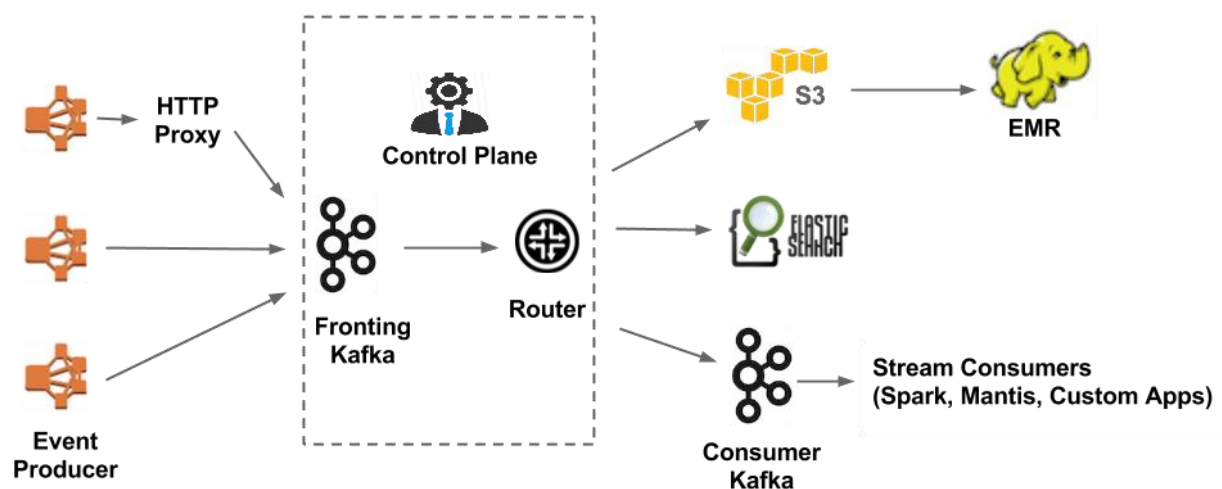 HTTP
Proxy
Control Plane
S3
EMR
ELASTIC
SEARCH
Fronting
Kafka
Router
Stream Consumers
(Spark, Mantis, Custom Apps)
Event
Producer
Consumer
Kafka